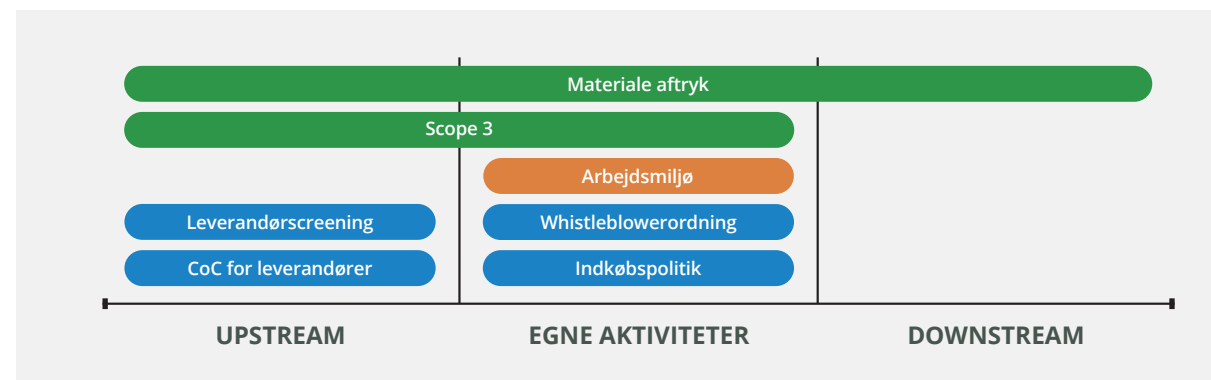 Materiale aftryk
Scope 3
Arbejdsmiljø
Leverandørscreening
Whistleblowerordning
CoC for leverandører
Indkøbspolitik
UPSTREAM
EGNE AKTIVITETER
DOWNSTREAM